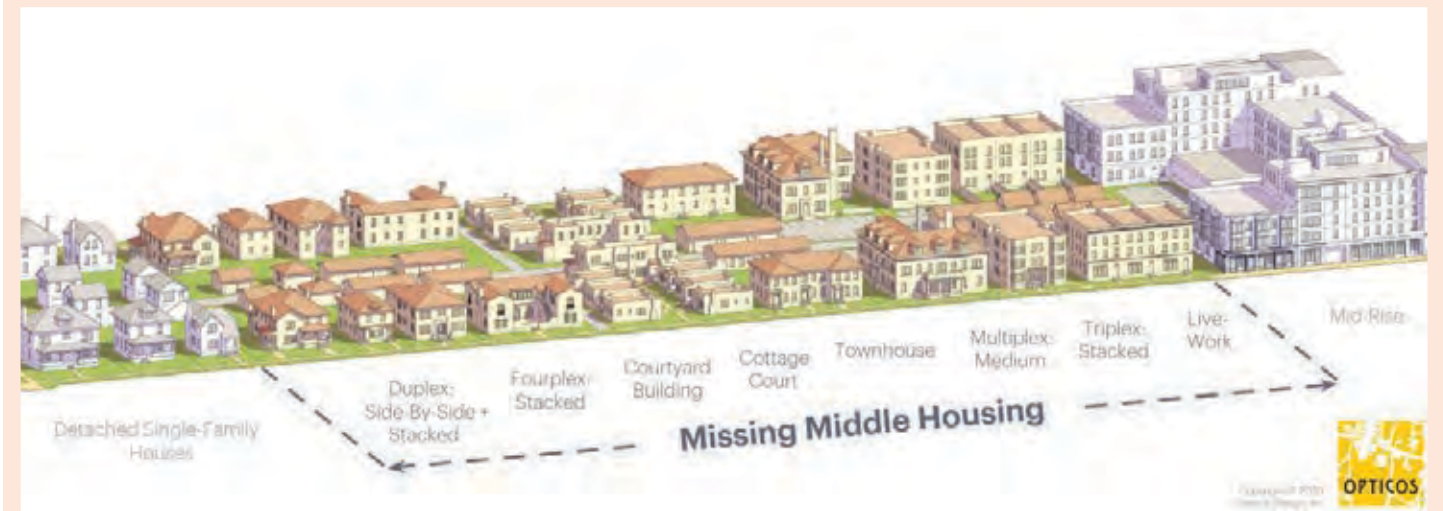 Detached Single-Family
Houses
Duplex:
Side-By-Side +
Stacked
Fourplex:
Stacked
Courtyard
Building
Cottage
Court
Townhouse
Multiplex:
Medium
Triplex:
Stacked
Live-
Work
Mid-Rise
Missing Middle Housing
OPTICOS